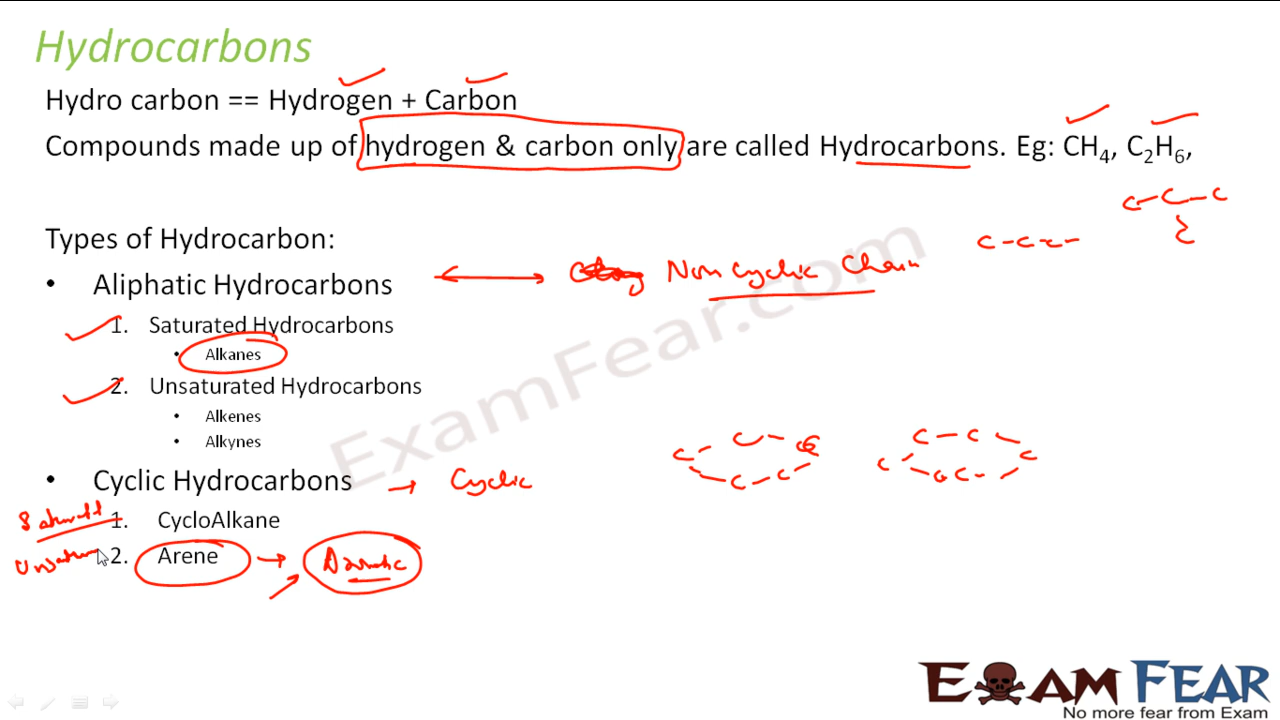 Hydrocarbons
Hydro carbon == Hydrogen + Carbon
Compounds made up of hydrogen & carbon only are called Hydrocarbons. Eg: CH4, C2H6,
C-C-C
C
Types of Hydrocarbon:
C-C-C-
• Aliphatic Hydrocarbons Non Cyclic Chain
1. Saturated Hydrocarbons
• Alkanes
2. Unsaturated Hydrocarbons
• Alkenes
• Alkynes
C - C
C C
C C
• Cyclic Hydrocarbons → Cyclic
1. CycloAlkane
2. Arene → Aromatic
ExamFear.com
EXAM FEAR
No more fear from Exam